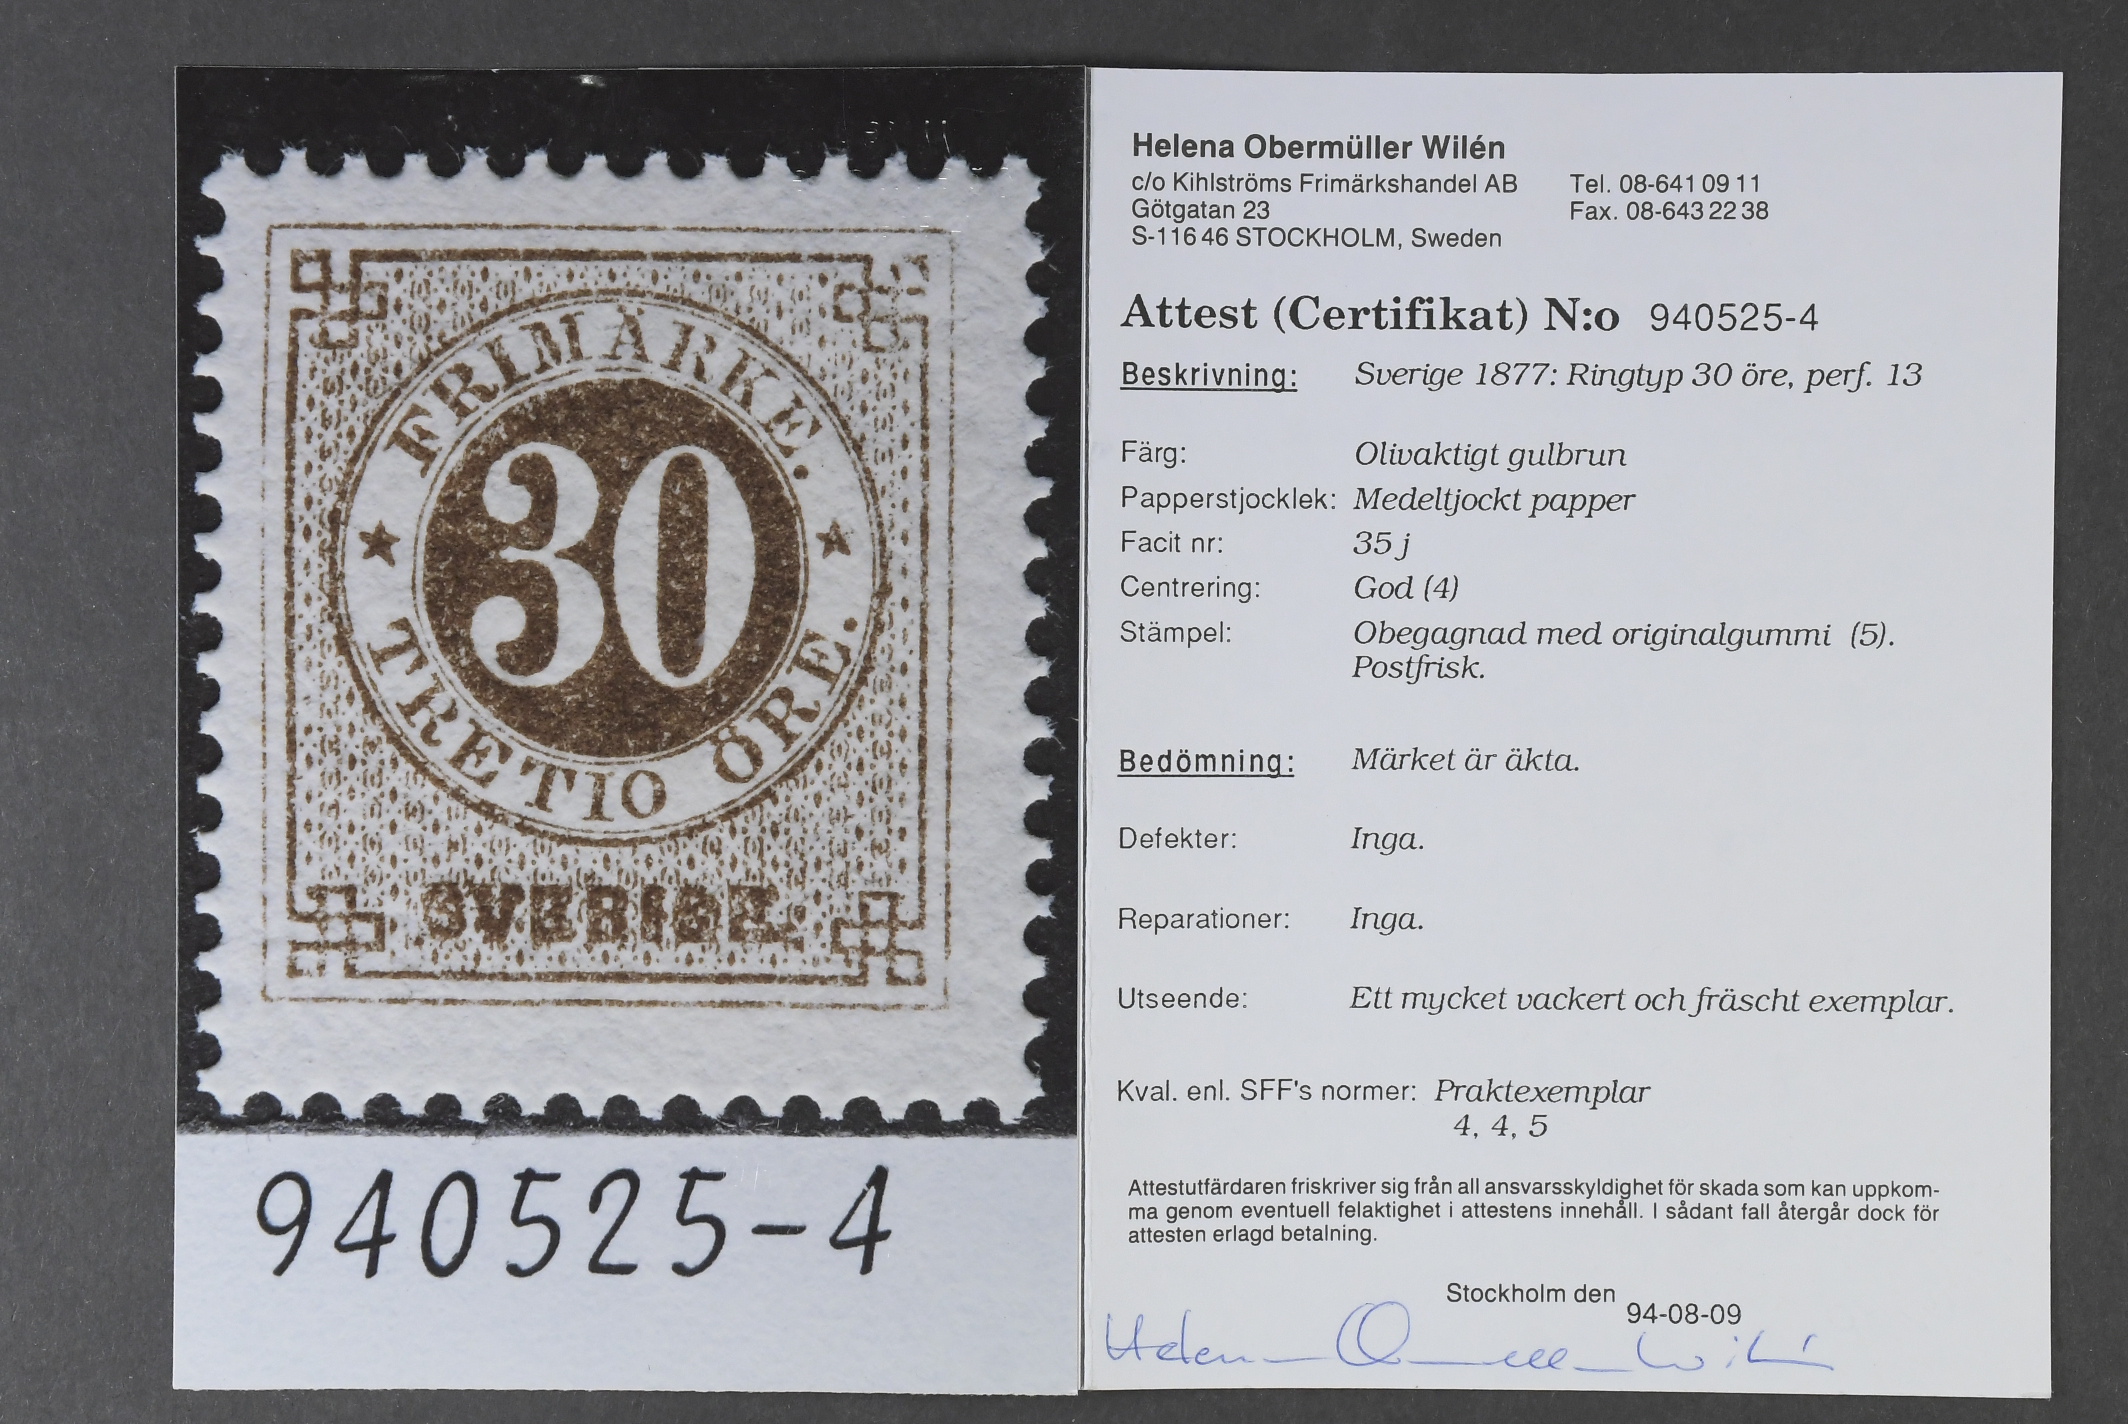 FRIMÄRKE.
30
TRETIO ÖRE.
SVERIGE.
940525-4
Helena Obermüller Wilén
c/o Kihlströms Frimärkshandel AB Tel. 08-641 09 11
Götgatan 23 Fax. 08-643 22 38
S-116 46 STOCKHOLM, Sweden
Attest (Certifikat) N:o 940525-4
Beskrivning: Sverige 1877: Ringtyp 30 öre, perf. 13
Färg: Olivaktigt gulbrun
Papperstjocklek: Medeltjockt papper
Facit nr: 35 j
Centrering: God (4)
Stämpel: Obegagnad med originalgummi (5).
Postfrisk.
Bedömning: Märket är äkta.
Defekter: Inga.
Reparationer: Inga.
Utseende: Ett mycket vackert och fräscht exemplar.
Kval. enl. SFF's normer: Praktexemplar
4, 4, 5
Attestutfärdaren friskriver sig från all ansvarsskyldighet för skada som kan uppkom-
ma genom eventuell felaktighet i attestens innehåll. I sådant fall återgår dock för
attesten erlagd betalning.
Stockholm den
94-08-09
Helena Obermüller Wilén